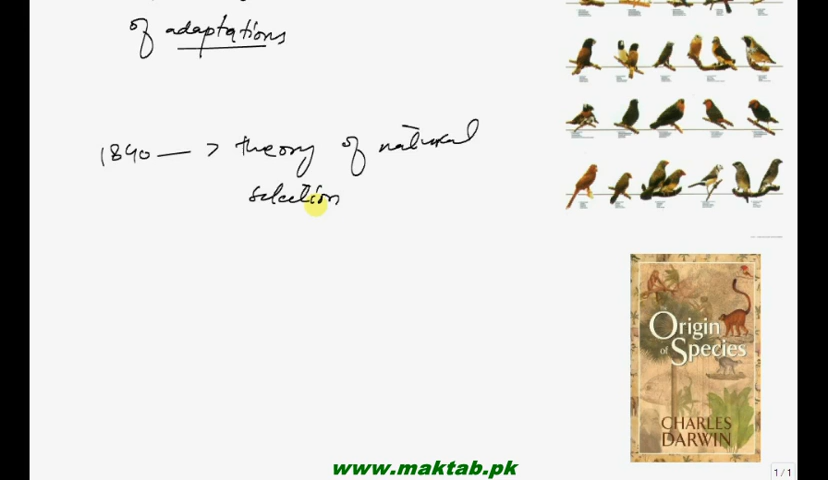 of adaptations
1840 —> theory of natural
selection
Origin
of Species
CHARLES
DARWIN
www.maktab.pk
1 / 1